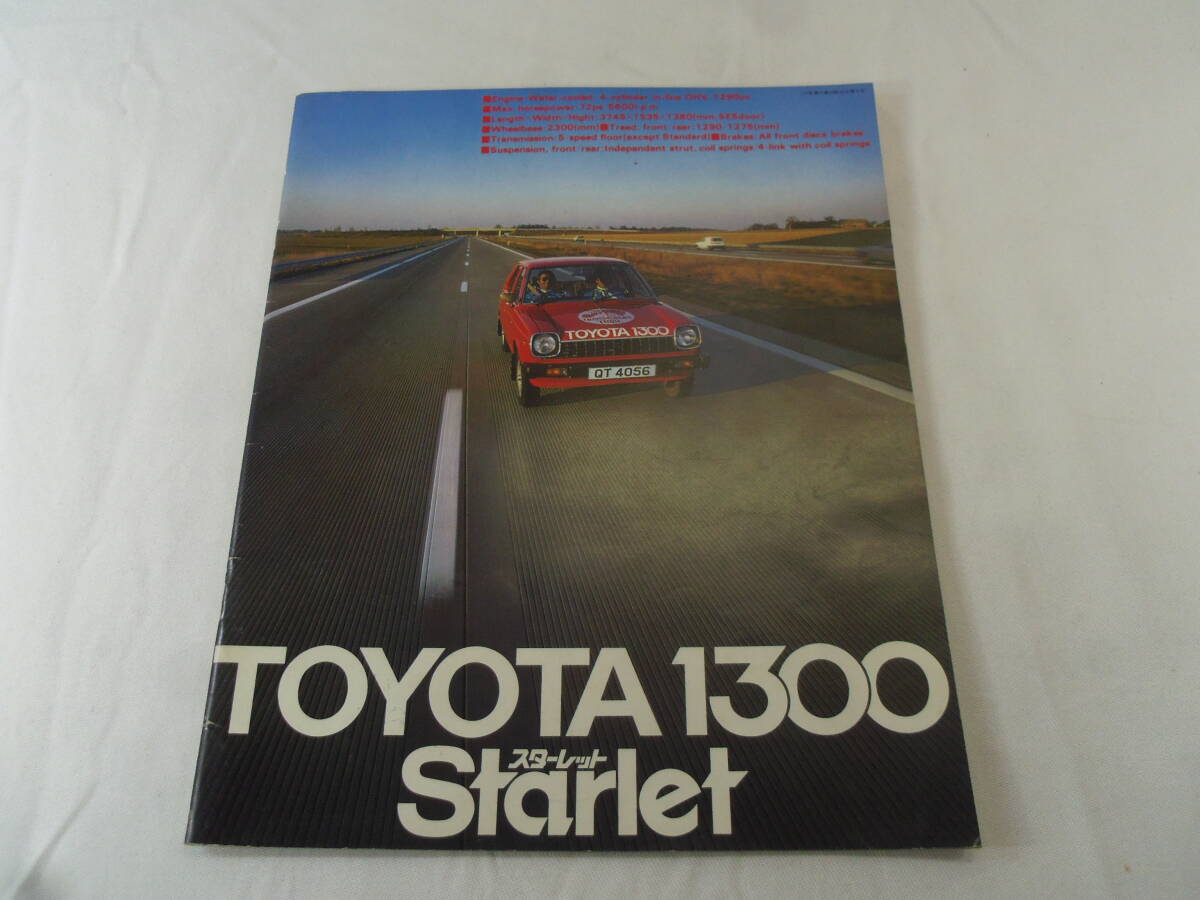 ■Engine: Water-cooled, 4-cylinder in-line OHV, 1290cc
■Max. horsepower: 72ps/5600r.p.m
■Length×Width×Hight: 3745×1535×1380(mm,SE5door)
■Wheelbase: 2300(mm)■Tread, front/rear: 1290/1275(mm)
■Transmission: 5-speed floor(except Standard)■Brakes: All front discs brakes
■Suspension, front/rear: Independent strut, coil springs/4-link with coil springs
TOYOTA 1300
QT 4056
TOYOTA 1300
スターレット
Starlet